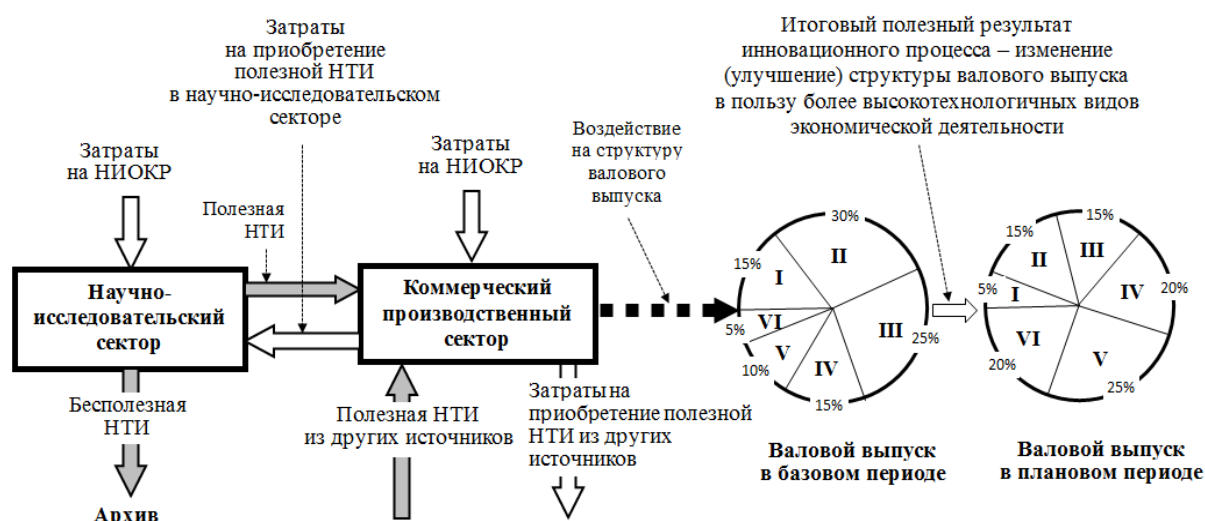 Затраты
на приобретение
полезной НТИ
в научно-исследовательском
секторе
Затраты
на НИОКР
Затраты
на НИОКР
Полезная
НТИ
Научно-
исследовательский
сектор
Коммерческий
производственный
сектор
Бесполезная
НТИ
Архив
Полезная НТИ
из других источников
Затраты на
приобретение полезной
НТИ из других
источников
Воздействие
на структуру
валового
выпуска
Итоговый полезный результат
инновационного процесса – изменение
(улучшение) структуры валового выпуска
в пользу более высокотехнологичных видов
экономической деятельности
30%
15%
II
I
VI
5%
V
10%
IV
15%
III
25%
Валовой выпуск
в базовом периоде
15%
15%
III
II
IV
20%
5%
I
VI
20%
V
25%
Валовой выпуск
в плановом периоде